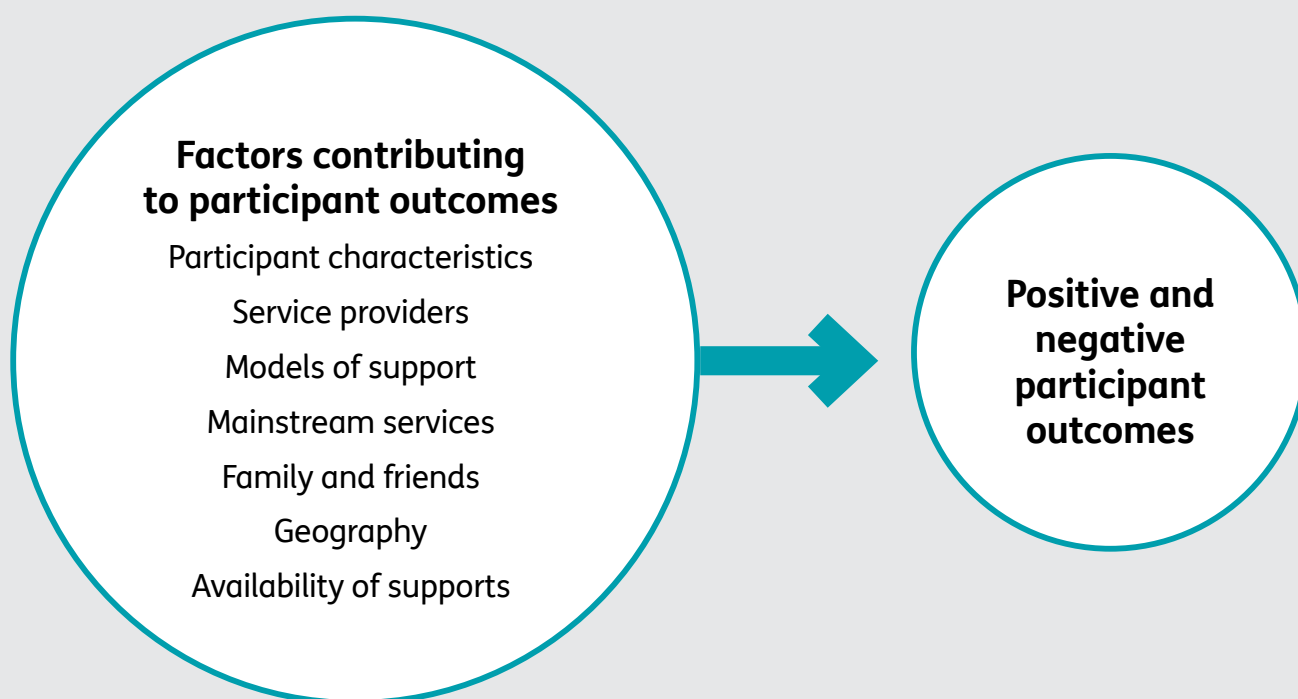 Factors contributing
to participant outcomes
Participant characteristics
Service providers
Models of support
Mainstream services
Family and friends
Geography
Availability of supports
Positive and
negative
participant
outcomes